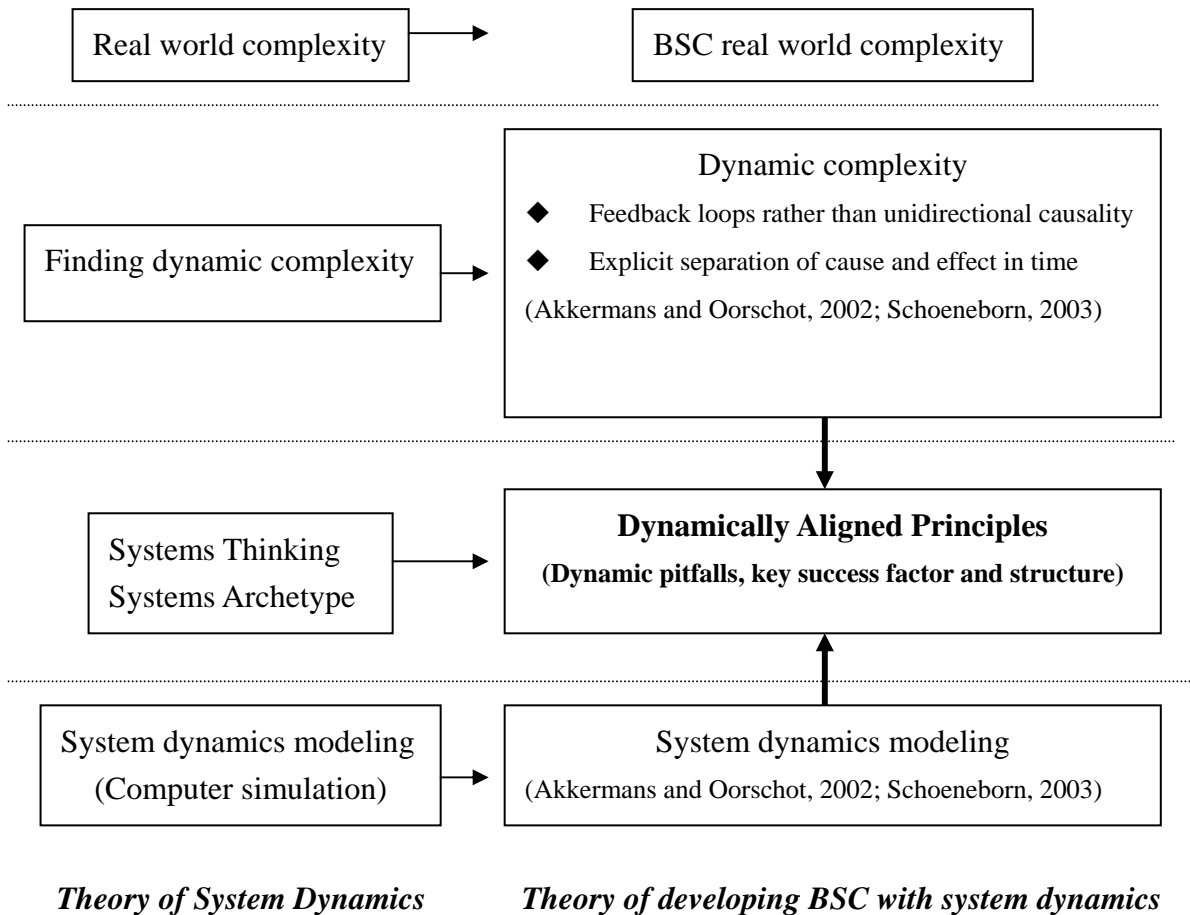 Real world complexity
BSC real world complexity
Dynamic complexity
◆ Feedback loops rather than unidirectional causality
◆ Explicit separation of cause and effect in time
(Akkermans and Oorschot, 2002; Schoeneborn, 2003)
Finding dynamic complexity
Systems Thinking
Systems Archetype
Dynamically Aligned Principles
(Dynamic pitfalls, key success factor and structure)
System dynamics modeling
(Computer simulation)
System dynamics modeling
(Akkermans and Oorschot, 2002; Schoeneborn, 2003)
Theory of System Dynamics
Theory of developing BSC with system dynamics